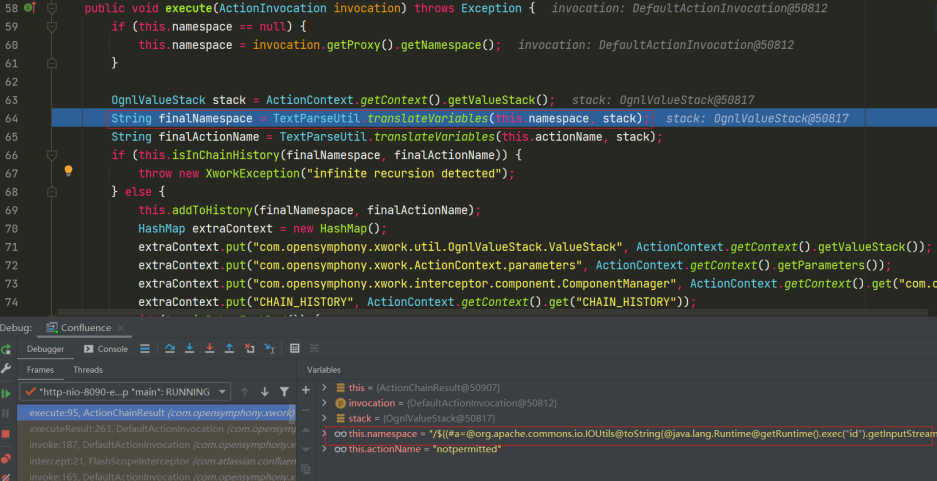 58 public void execute(ActionInvocation invocation) throws Exception { invocation: DefaultActionInvocation@50812
59 if (this.namespace == null) {
60 this.namespace = invocation.getProxy().getNamespace(); invocation: DefaultActionInvocation@50812
61 }
62
63 OgnlValueStack stack = ActionContext.getContext().getValueStack(); stack: OgnlValueStack@50817
64 String finalNamespace = TextParseUtil.translateVariables(this.namespace, stack); stack: OgnlValueStack@50817
65 String finalActionName = TextParseUtil.translateVariables(this.actionName, stack);
66 if (this.isInChainHistory(finalNamespace, finalActionName)) {
67 throw new XworkException("infinite recursion detected");
68 } else {
69 this.addToHistory(finalNamespace, finalActionName);
70 HashMap extraContext = new HashMap();
71 extraContext.put("com.opensymphony.xwork.util.OgnlValueStack.ValueStack", ActionContext.getContext().getValueStack());
72 extraContext.put("com.opensymphony.xwork.ActionContext.parameters", ActionContext.getContext().getParameters());
73 extraContext.put("com.opensymphony.xwork.interceptor.component.ComponentManager", ActionContext.getContext().get("com.o
74 extraContext.put("CHAIN_HISTORY", ActionContext.getContext().get("CHAIN_HISTORY"));
Debug: Confluence
Debugger Console
Frames Threads
Variables
*"http-nio-8090-e...p "main": RUNNING
execute:95, ActionChainResult (com.opensymphony.xwork)
executeResult:263, DefaultActionInvocation (com.opensymph
invoke:187, DefaultActionInvocation (com.opensymphony.x
intercept:21, FlashScopeInterceptor (com.atlassian.confluen
invoke:165, DefaultActionInvocation (com.opensymphony.x
this = {ActionChainResult@50907}
invocation = {DefaultActionInvocation@50812}
stack = {OgnlValueStack@50817}
this.namespace = "/${(#a=@org.apache.commons.io.IOUtils@toString(@java.lang.Runtime@getRuntime().exec("id").getInputStream
this.actionName = "notpermitted"